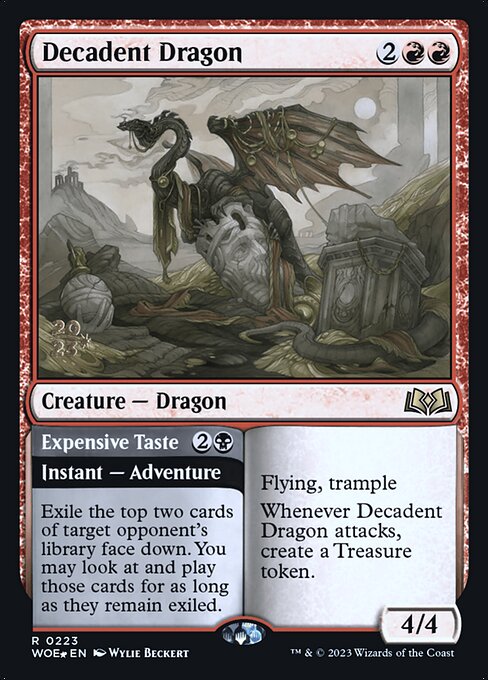 Decadent Dragon 2
20
23
Creature — Dragon
Expensive Taste 2
Instant — Adventure
Exile the top two cards
of target opponent's
library face down. You
may look at and play
those cards for as long
as they remain exiled.
Flying, trample
Whenever Decadent
Dragon attacks,
create a Treasure
token.
4/4
R 0223
WOE★EN Wylie Beckert
™ & © 2023 Wizards of the Coast